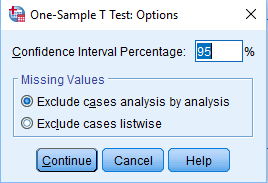 One-Sample T Test: Options
Confidence Interval Percentage: 95 %
Missing Values
Exclude cases analysis by analysis
Exclude cases listwise
Continue Cancel Help